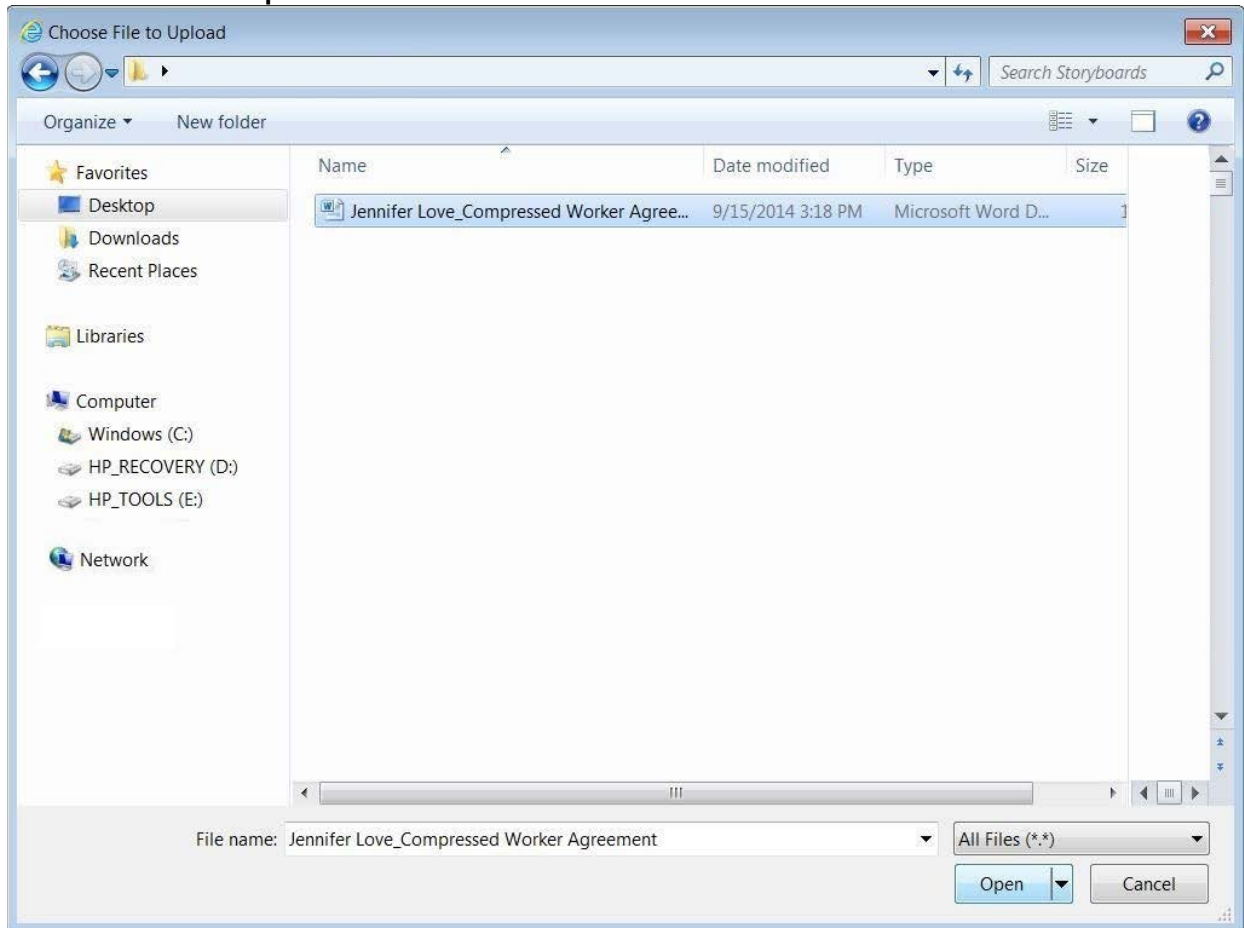 Choose File to Upload
Search Storyboards
Organize New folder
Name Date modified Type Size
Jennifer Love_Compressed Worker Agree... 9/15/2014 3:18 PM Microsoft Word D... 1
Favorites
Desktop
Downloads
Recent Places
Libraries
Computer
Windows (C:)
HP_RECOVERY (D:)
HP_TOOLS (E:)
Network
File name: Jennifer Love_Compressed Worker Agreement All Files (*.*)
Open Cancel